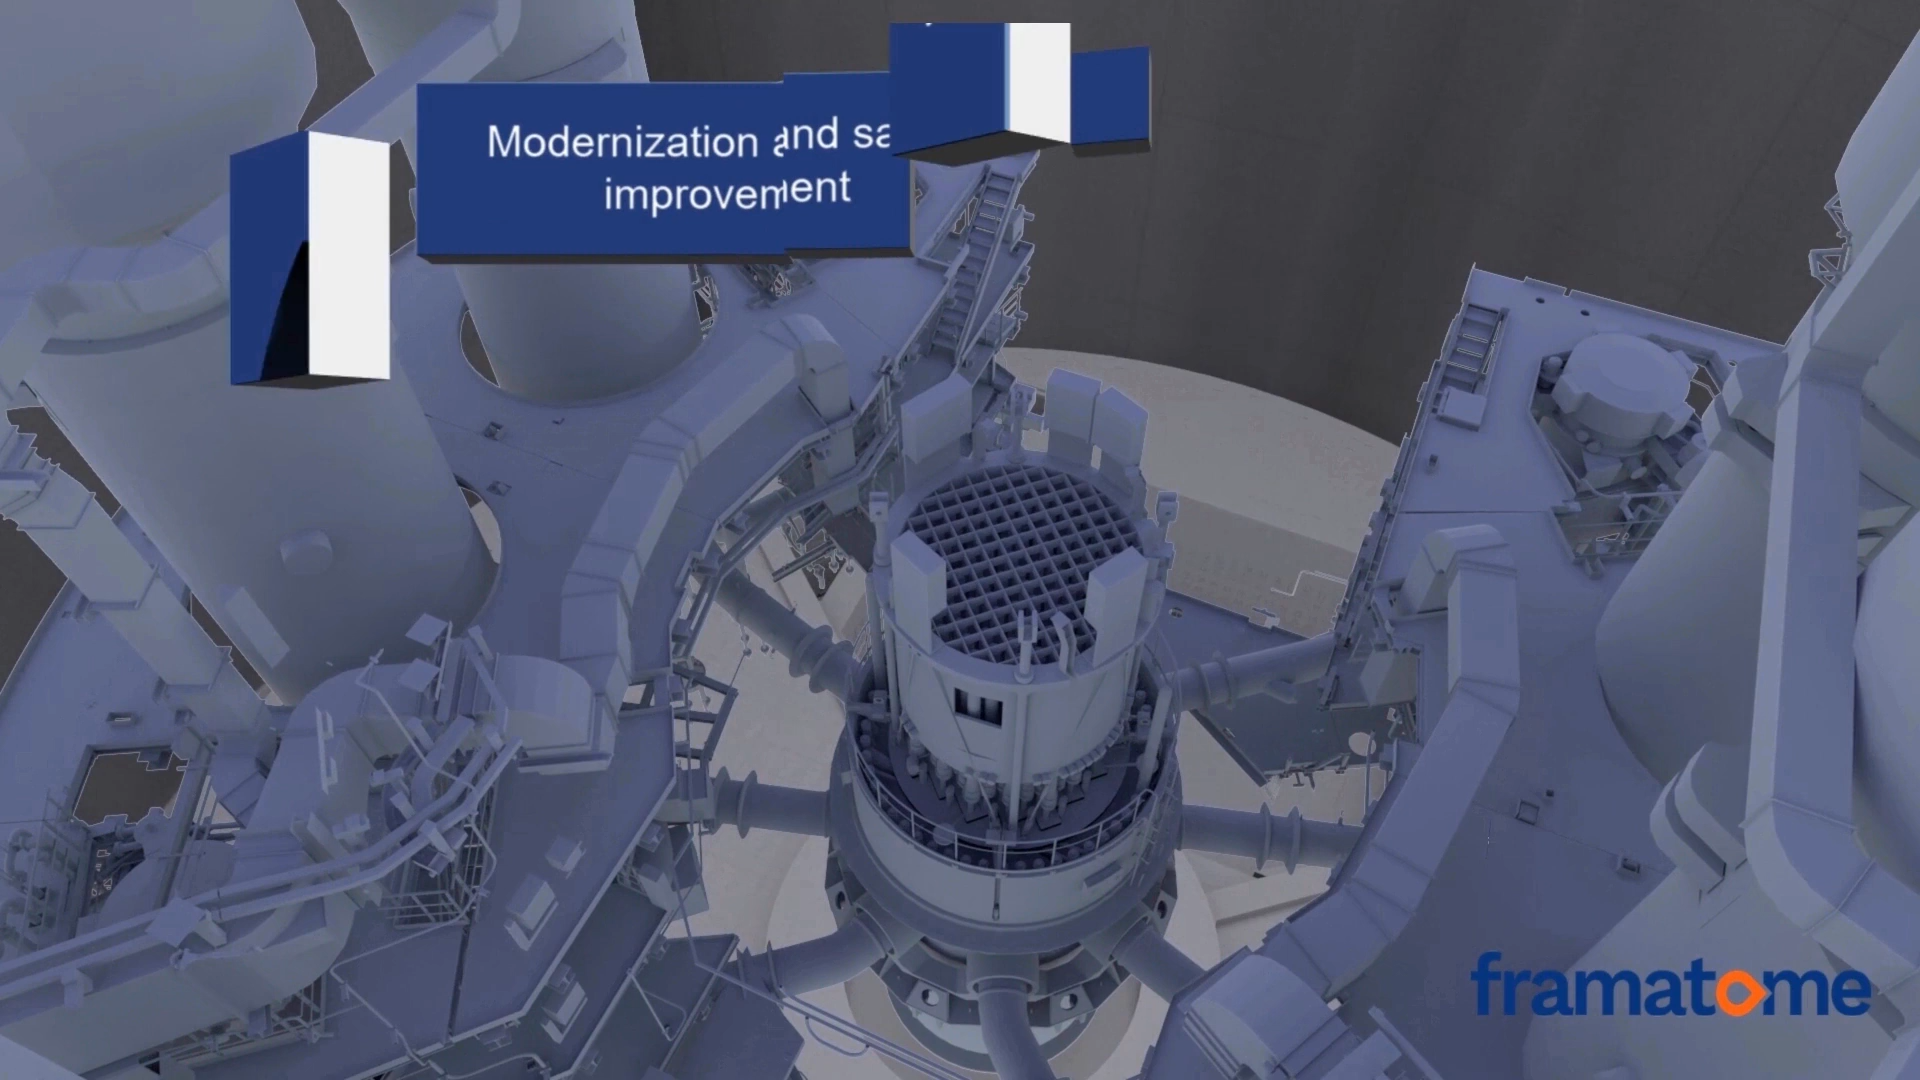 Modernization and sa
improvement
framatome